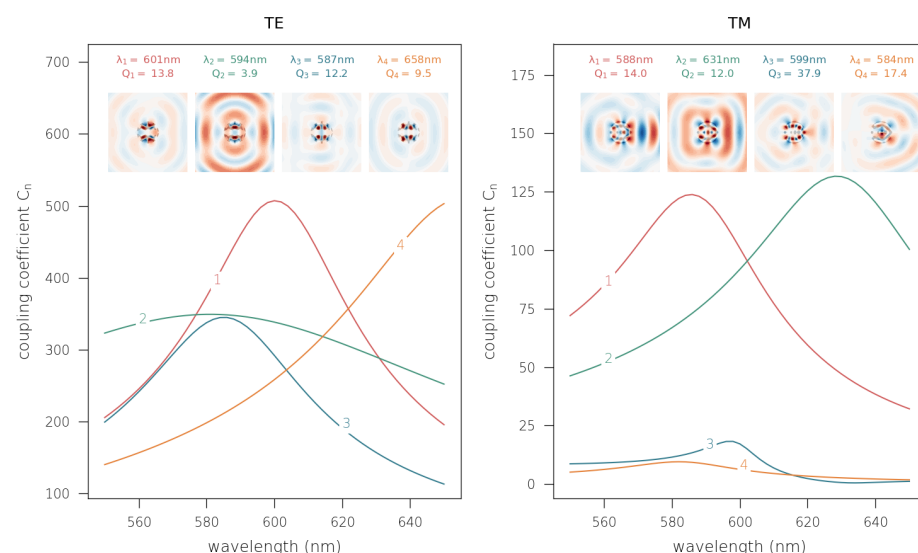 TE
TM
λ1 = 601nm λ2 = 594nm λ3 = 587nm λ4 = 658nm
Q1 = 13.8 Q2 = 3.9 Q3 = 12.2 Q4 = 9.5
λ1 = 588nm λ2 = 631nm λ3 = 599nm λ4 = 584nm
Q1 = 14.0 Q2 = 12.0 Q3 = 37.9 Q4 = 17.4
coupling coefficient Cn
700
600
500
400
300
200
100
1
2
3
4
560 580 600 620 640
wavelength (nm)
coupling coefficient Cn
175
150
125
100
75
50
25
0
1
2
3
4
560 580 600 620 640
wavelength (nm)